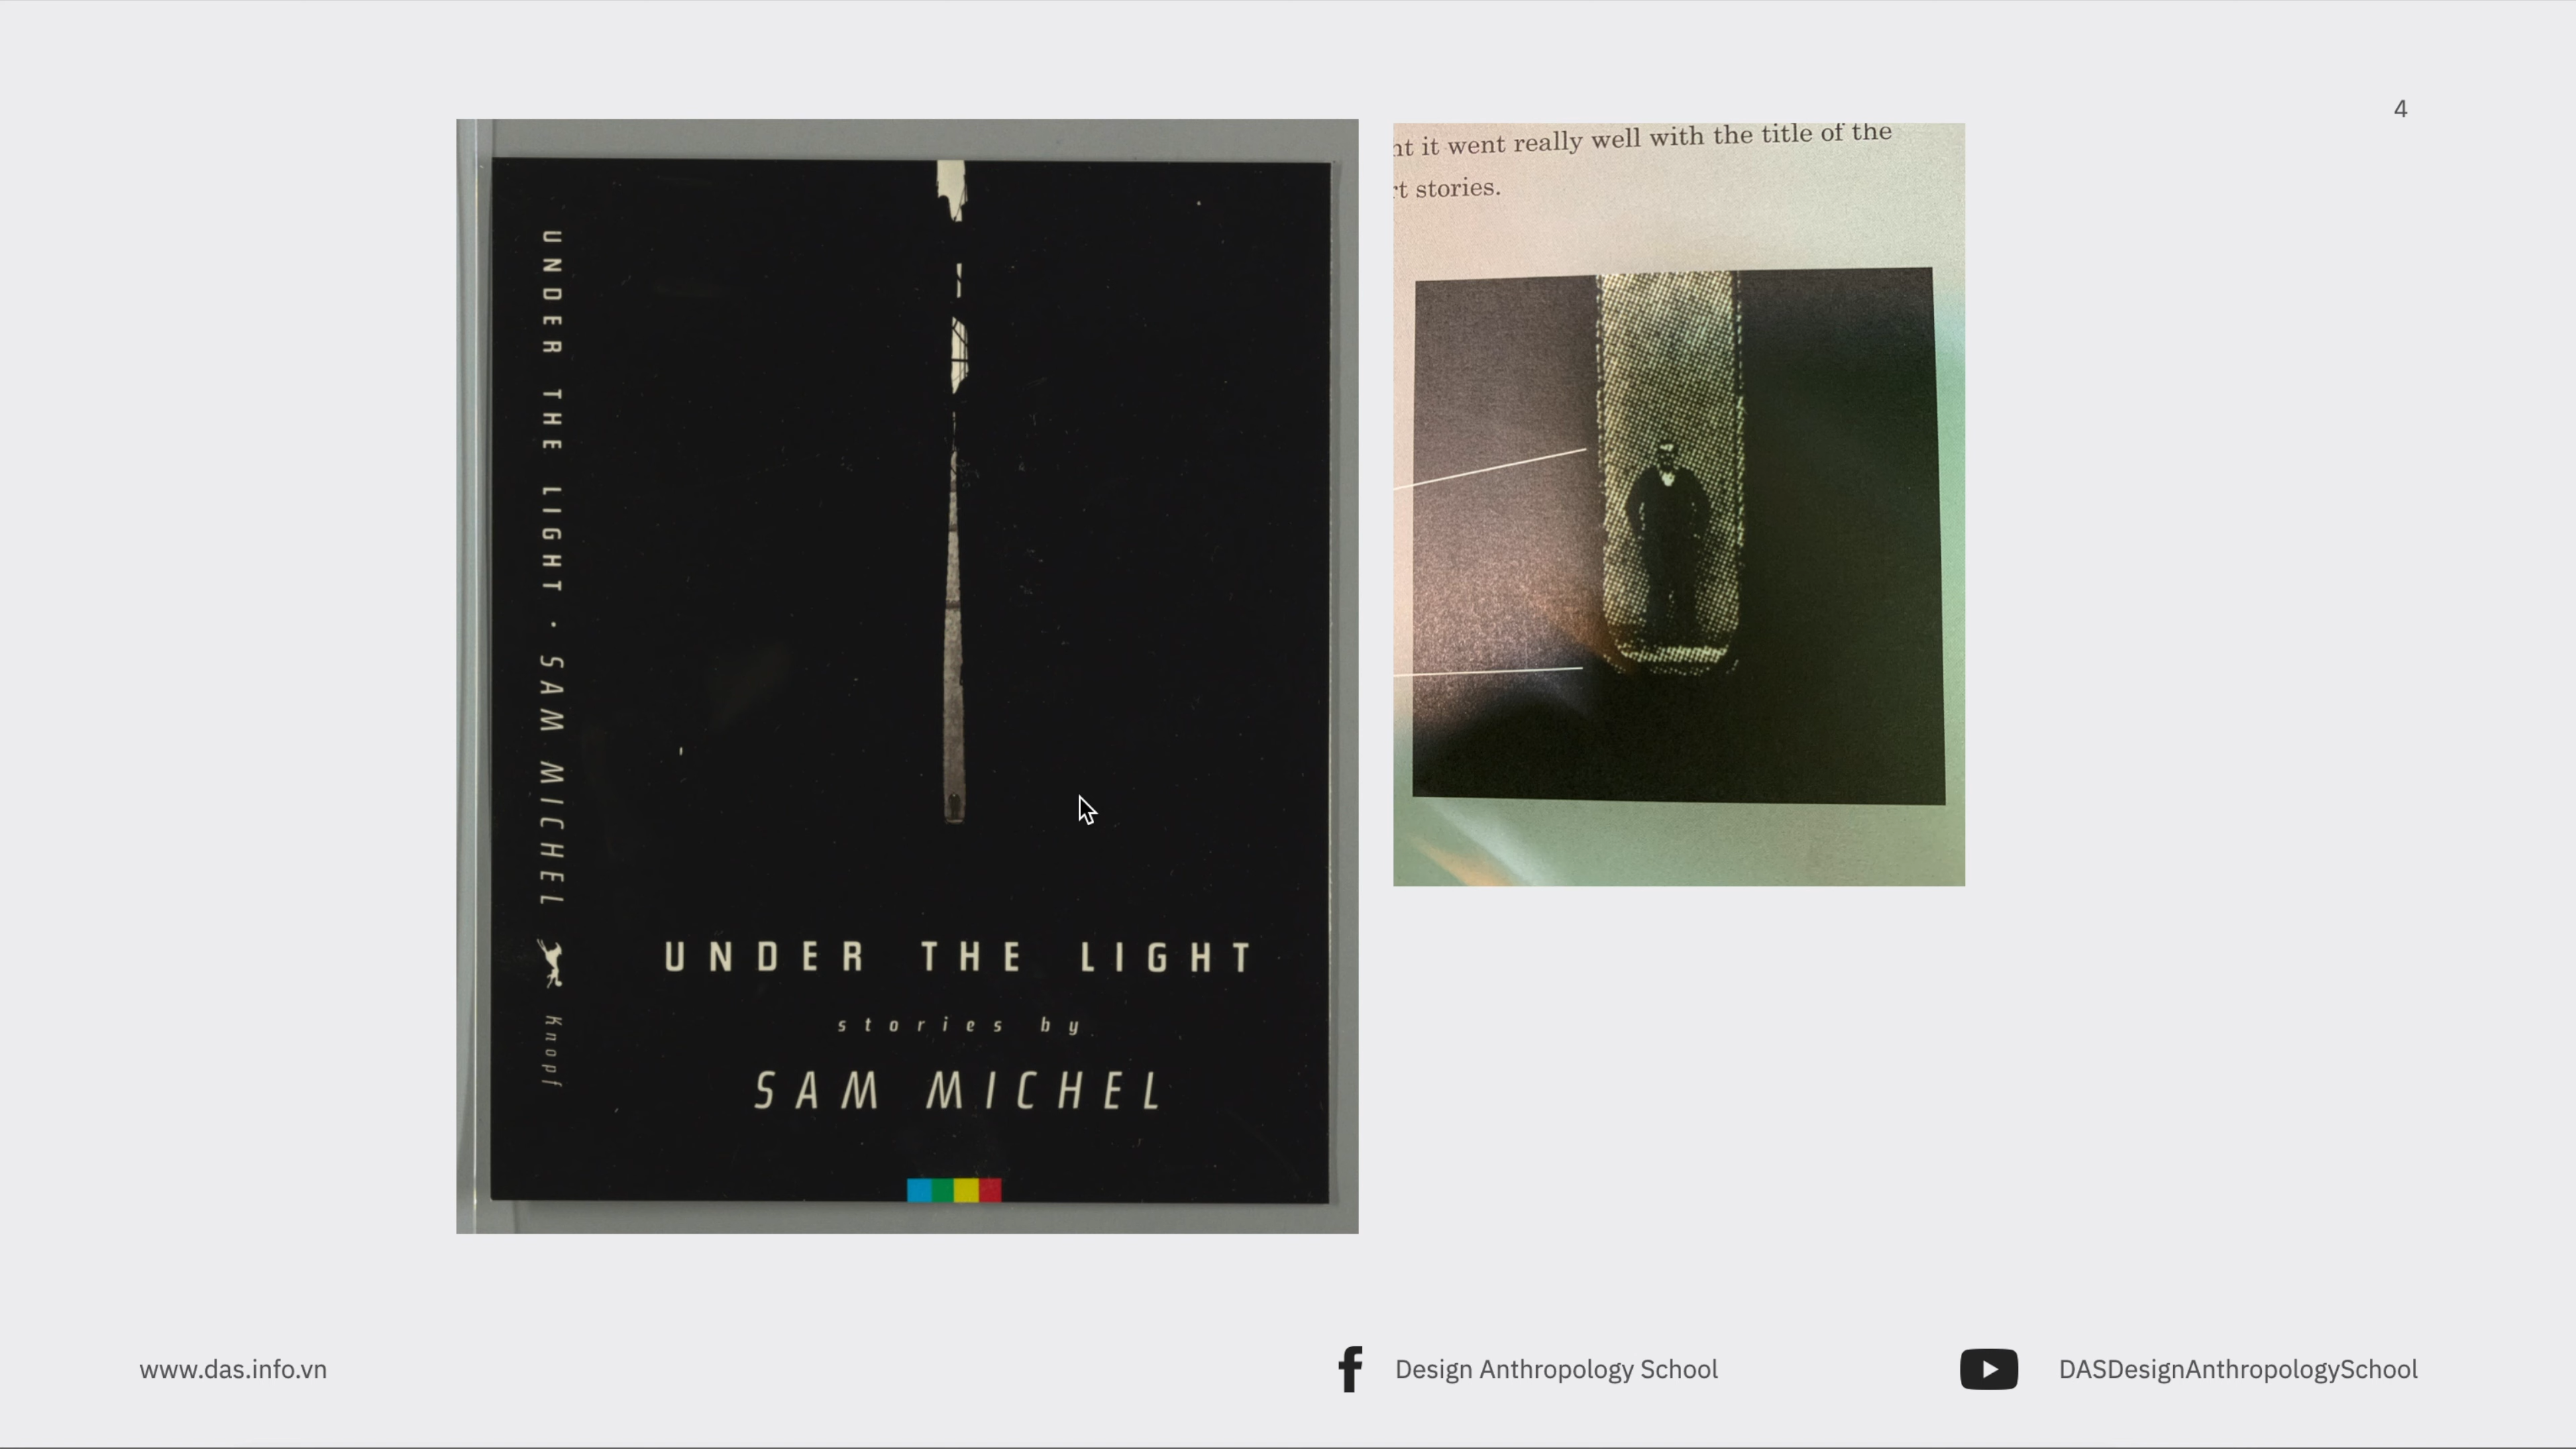 4
UNDER THE LIGHT · SAM MICHEL Knopf
UNDER THE LIGHT
stories by
SAM MICHEL
it went really well with the title of the
stories.
www.das.info.vn
Design Anthropology School
DASDesignAnthropologySchool